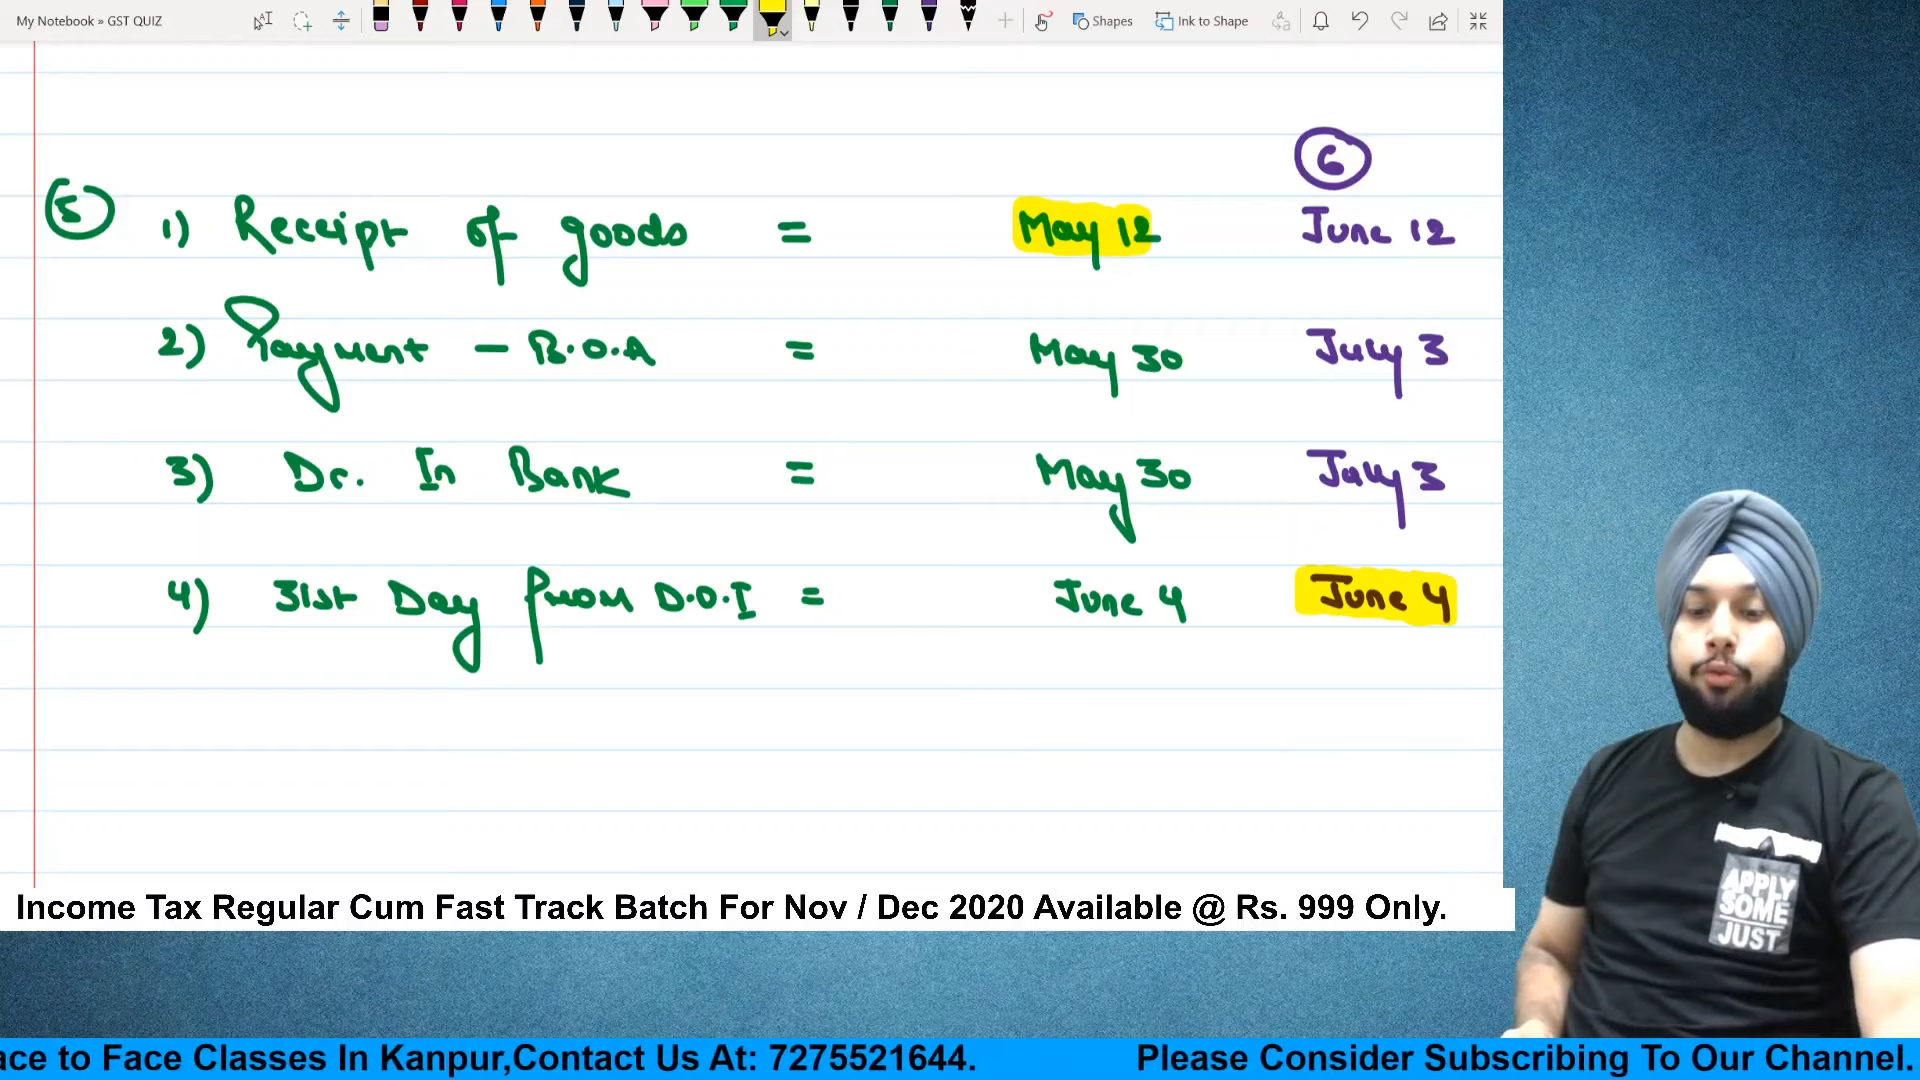 My Notebook » GST QUIZ
Shapes
Ink to Shape
6
5 1) Receipt of goods = May 12 June 12
2) Payment - B.O.A = May 30 July 3
3) Dr. In Bank = May 30 July 3
4) 31st Day from D.O.I = June 4 June 4
APPLY
SOME
JUST
Income Tax Regular Cum Fast Track Batch For Nov / Dec 2020 Available @ Rs. 999 Only.
ace to Face Classes In Kanpur,Contact Us At: 7275521644. Please Consider Subscribing To Our Channel.